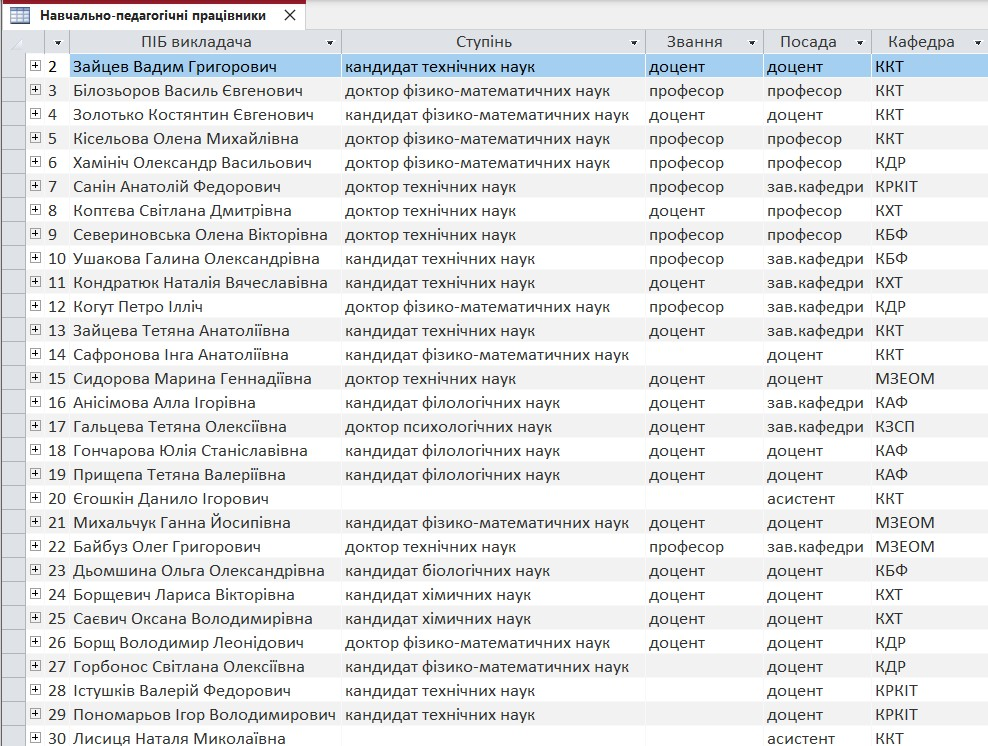 Навчально-педагогічні працівники
ПІБ викладача Ступінь Звання Посада Кафедра
2 Зайцев Вадим Григорович кандидат технічних наук доцент доцент ККТ
3 Білозьоров Василь Євгенович доктор фізико-математичних наук професор професор ККТ
4 Золотько Костянтин Євгенович кандидат фізико-математичних наук доцент доцент ККТ
5 Кісельова Олена Михайлівна доктор фізико-математичних наук професор професор ККТ
6 Хамініч Олександр Васильович доктор фізико-математичних наук професор професор КДР
7 Санін Анатолій Федорович доктор технічних наук професор зав.кафедри КРКІТ
8 Коптєва Світлана Дмитрівна доктор технічних наук доцент професор КХТ
9 Севериновська Олена Вікторівна доктор технічних наук професор професор КБФ
10 Ушакова Галина Олександрівна кандидат технічних наук професор зав.кафедри КБФ
11 Кондратюк Наталія Вячеславівна кандидат технічних наук доцент зав.кафедри КХТ
12 Когут Петро Ілліч доктор фізико-математичних наук професор зав.кафедри КДР
13 Зайцева Тетяна Анатоліївна кандидат технічних наук доцент зав.кафедри ККТ
14 Сафронова Інга Анатоліївна кандидат фізико-математичних наук доцент ККТ
15 Сидорова Марина Геннадіївна доктор технічних наук доцент доцент МЗЕОМ
16 Анісімова Алла Ігорівна кандидат філологічних наук доцент зав.кафедри КАФ
17 Гальцева Тетяна Олексіївна доктор психологічних наук доцент зав.кафедри КЗСП
18 Гончарова Юлія Станіславівна кандидат філологічних наук доцент доцент КАФ
19 Прищепа Тетяна Валеріївна кандидат філологічних наук доцент доцент КАФ
20 Єгошкін Данило Ігорович асистент ККТ
21 Михальчук Ганна Йосипівна кандидат фізико-математичних наук доцент доцент МЗЕОМ
22 Байбуз Олег Григорович доктор технічних наук професор зав.кафедри МЗЕОМ
23 Дьомшина Ольга Олександрівна кандидат біологічних наук доцент доцент КБФ
24 Борщевич Лариса Вікторівна кандидат хімичних наук доцент доцент КХТ
25 Саєвич Оксана Володимирівна кандидат хімичних наук доцент доцент КХТ
26 Борщ Володимир Леонідович доктор фізико-математичних наук доцент доцент КДР
27 Горбонос Світлана Олексіївна кандидат фізико-математичних наук доцент КДР
28 Істушків Валерій Федорович кандидат технічних наук доцент КРКІТ
29 Пономарьов Ігор Володимирович кандидат технічних наук доцент КРКІТ
30 Лисиця Наталя Миколаївна асистент ККТ